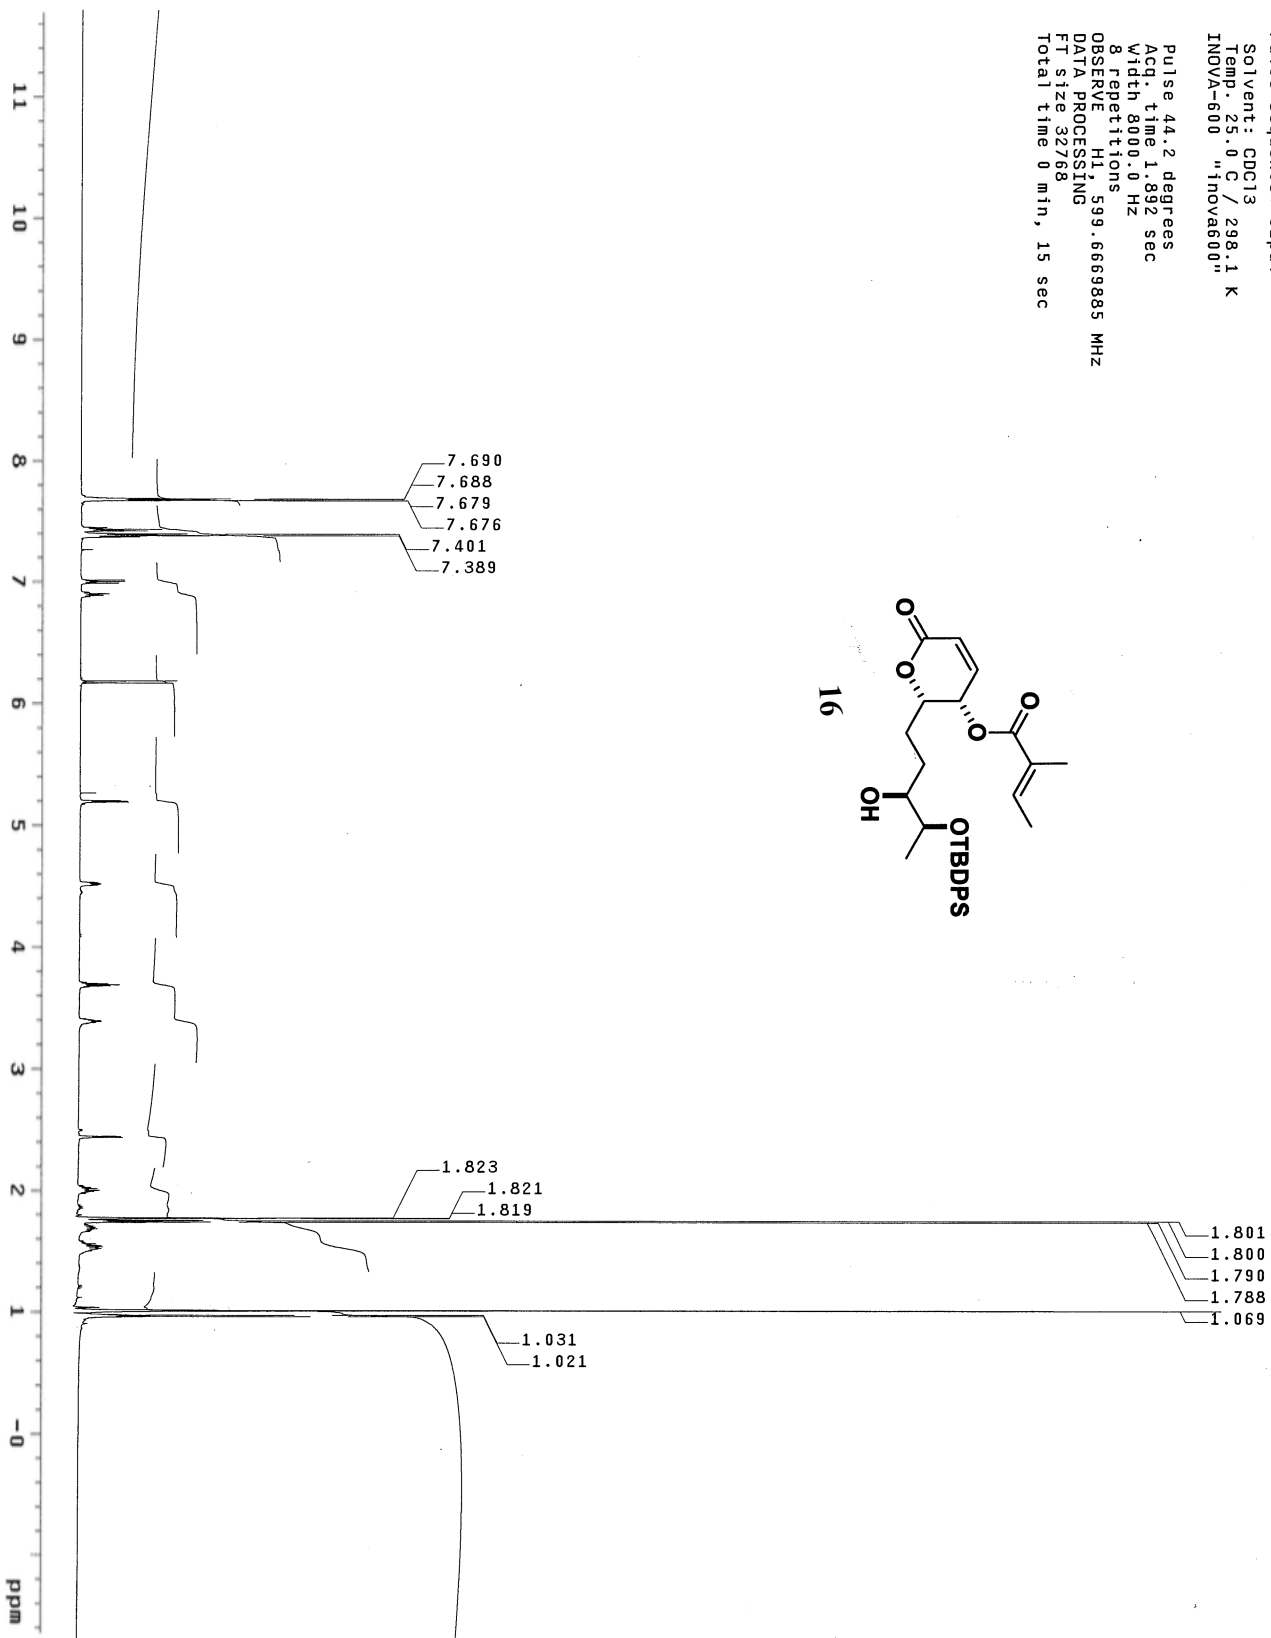 Solvent: CDCl3
Temp. 25.0 C / 298.1 K
INOVA-600 "inova600"
Pulse 44.2 degrees
Acq. time 1.892 sec
Width 8000.0 Hz
8 repetitions
OBSERVE H1, 599.6669885 MHz
DATA PROCESSING
FT size 32768
Total time 0 min, 15 sec
O
O
O
O
OH
OTBDPS
16
7.690
7.688
7.679
7.676
7.401
7.389
1.823
1.821
1.819
1.801
1.800
1.790
1.788
1.069
1.031
1.021
11 10 9 8 7 6 5 4 3 2 1 -0 ppm